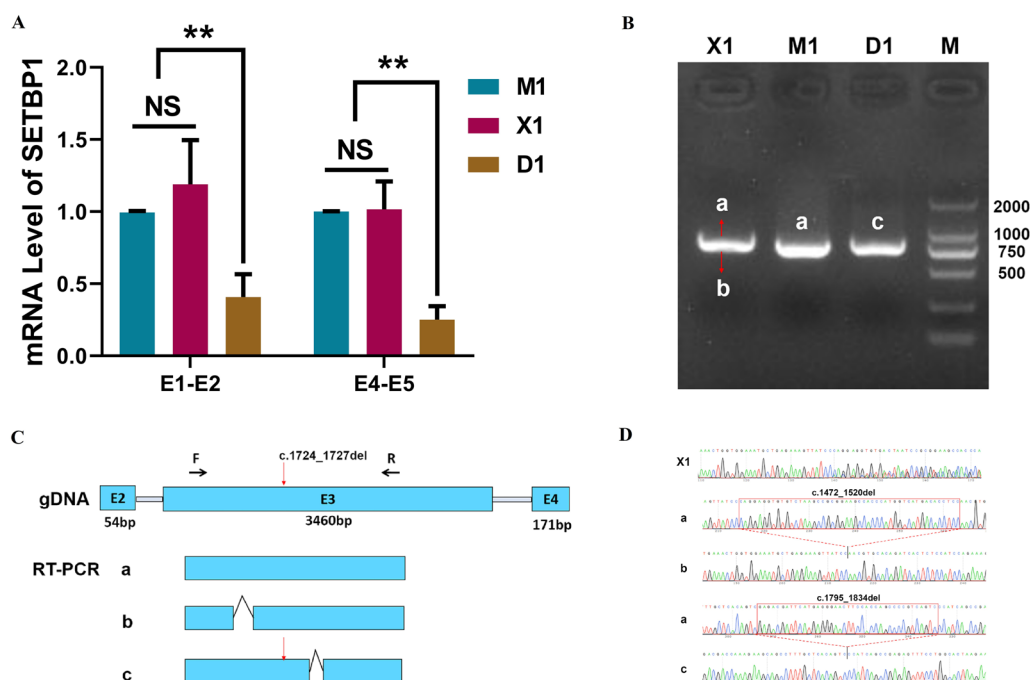 A
mRNA Level of SETBP1
2.0
1.5
1.0
0.5
0.0
**
NS
**
NS
E1-E2
E4-E5
M1
X1
D1
B
X1 M1 D1 M
a
b
a
c
2000
1000
750
500
C
F
c.1724_1727del
R
gDNA
E2
E3
E4
54bp
3460bp
171bp
RT-PCR
a
b
c
D
X1
c.1472_1520del
a
b
c.1795_1834del
a
c